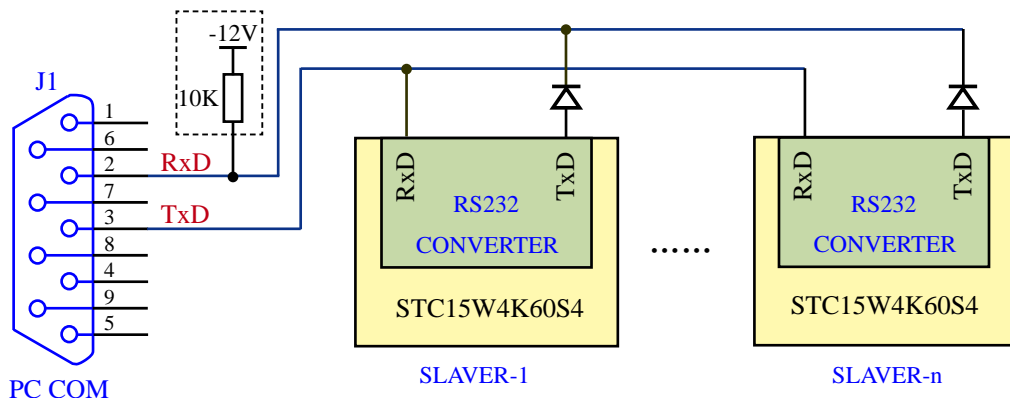 -12V
10K
J1
1
6
2
7
3
8
4
9
5
RxD
TxD
PC COM
RxD
TxD
RS232
CONVERTER
STC15W4K60S4
SLAVER-1
……
RxD
TxD
RS232
CONVERTER
STC15W4K60S4
SLAVER-n